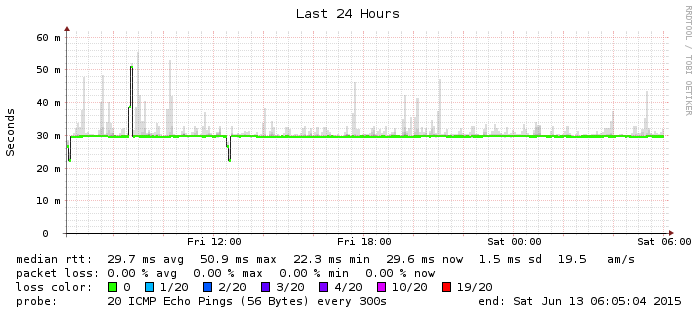 Last 24 Hours
RRDTOOL / TOBI OETIKER
Seconds
60 m
50 m
40 m
30 m
20 m
10 m
0
Fri 12:00 Fri 18:00 Sat 00:00 Sat 06:00
median rtt: 29.7 ms avg 50.9 ms max 22.3 ms min 29.6 ms now 1.5 ms sd 19.5 am/s
packet loss: 0.00 % avg 0.00 % max 0.00 % min 0.00 % now
loss color: 0 1/20 2/20 3/20 4/20 10/20 19/20
probe: 20 ICMP Echo Pings (56 Bytes) every 300s end: Sat Jun 13 06:05:04 2015